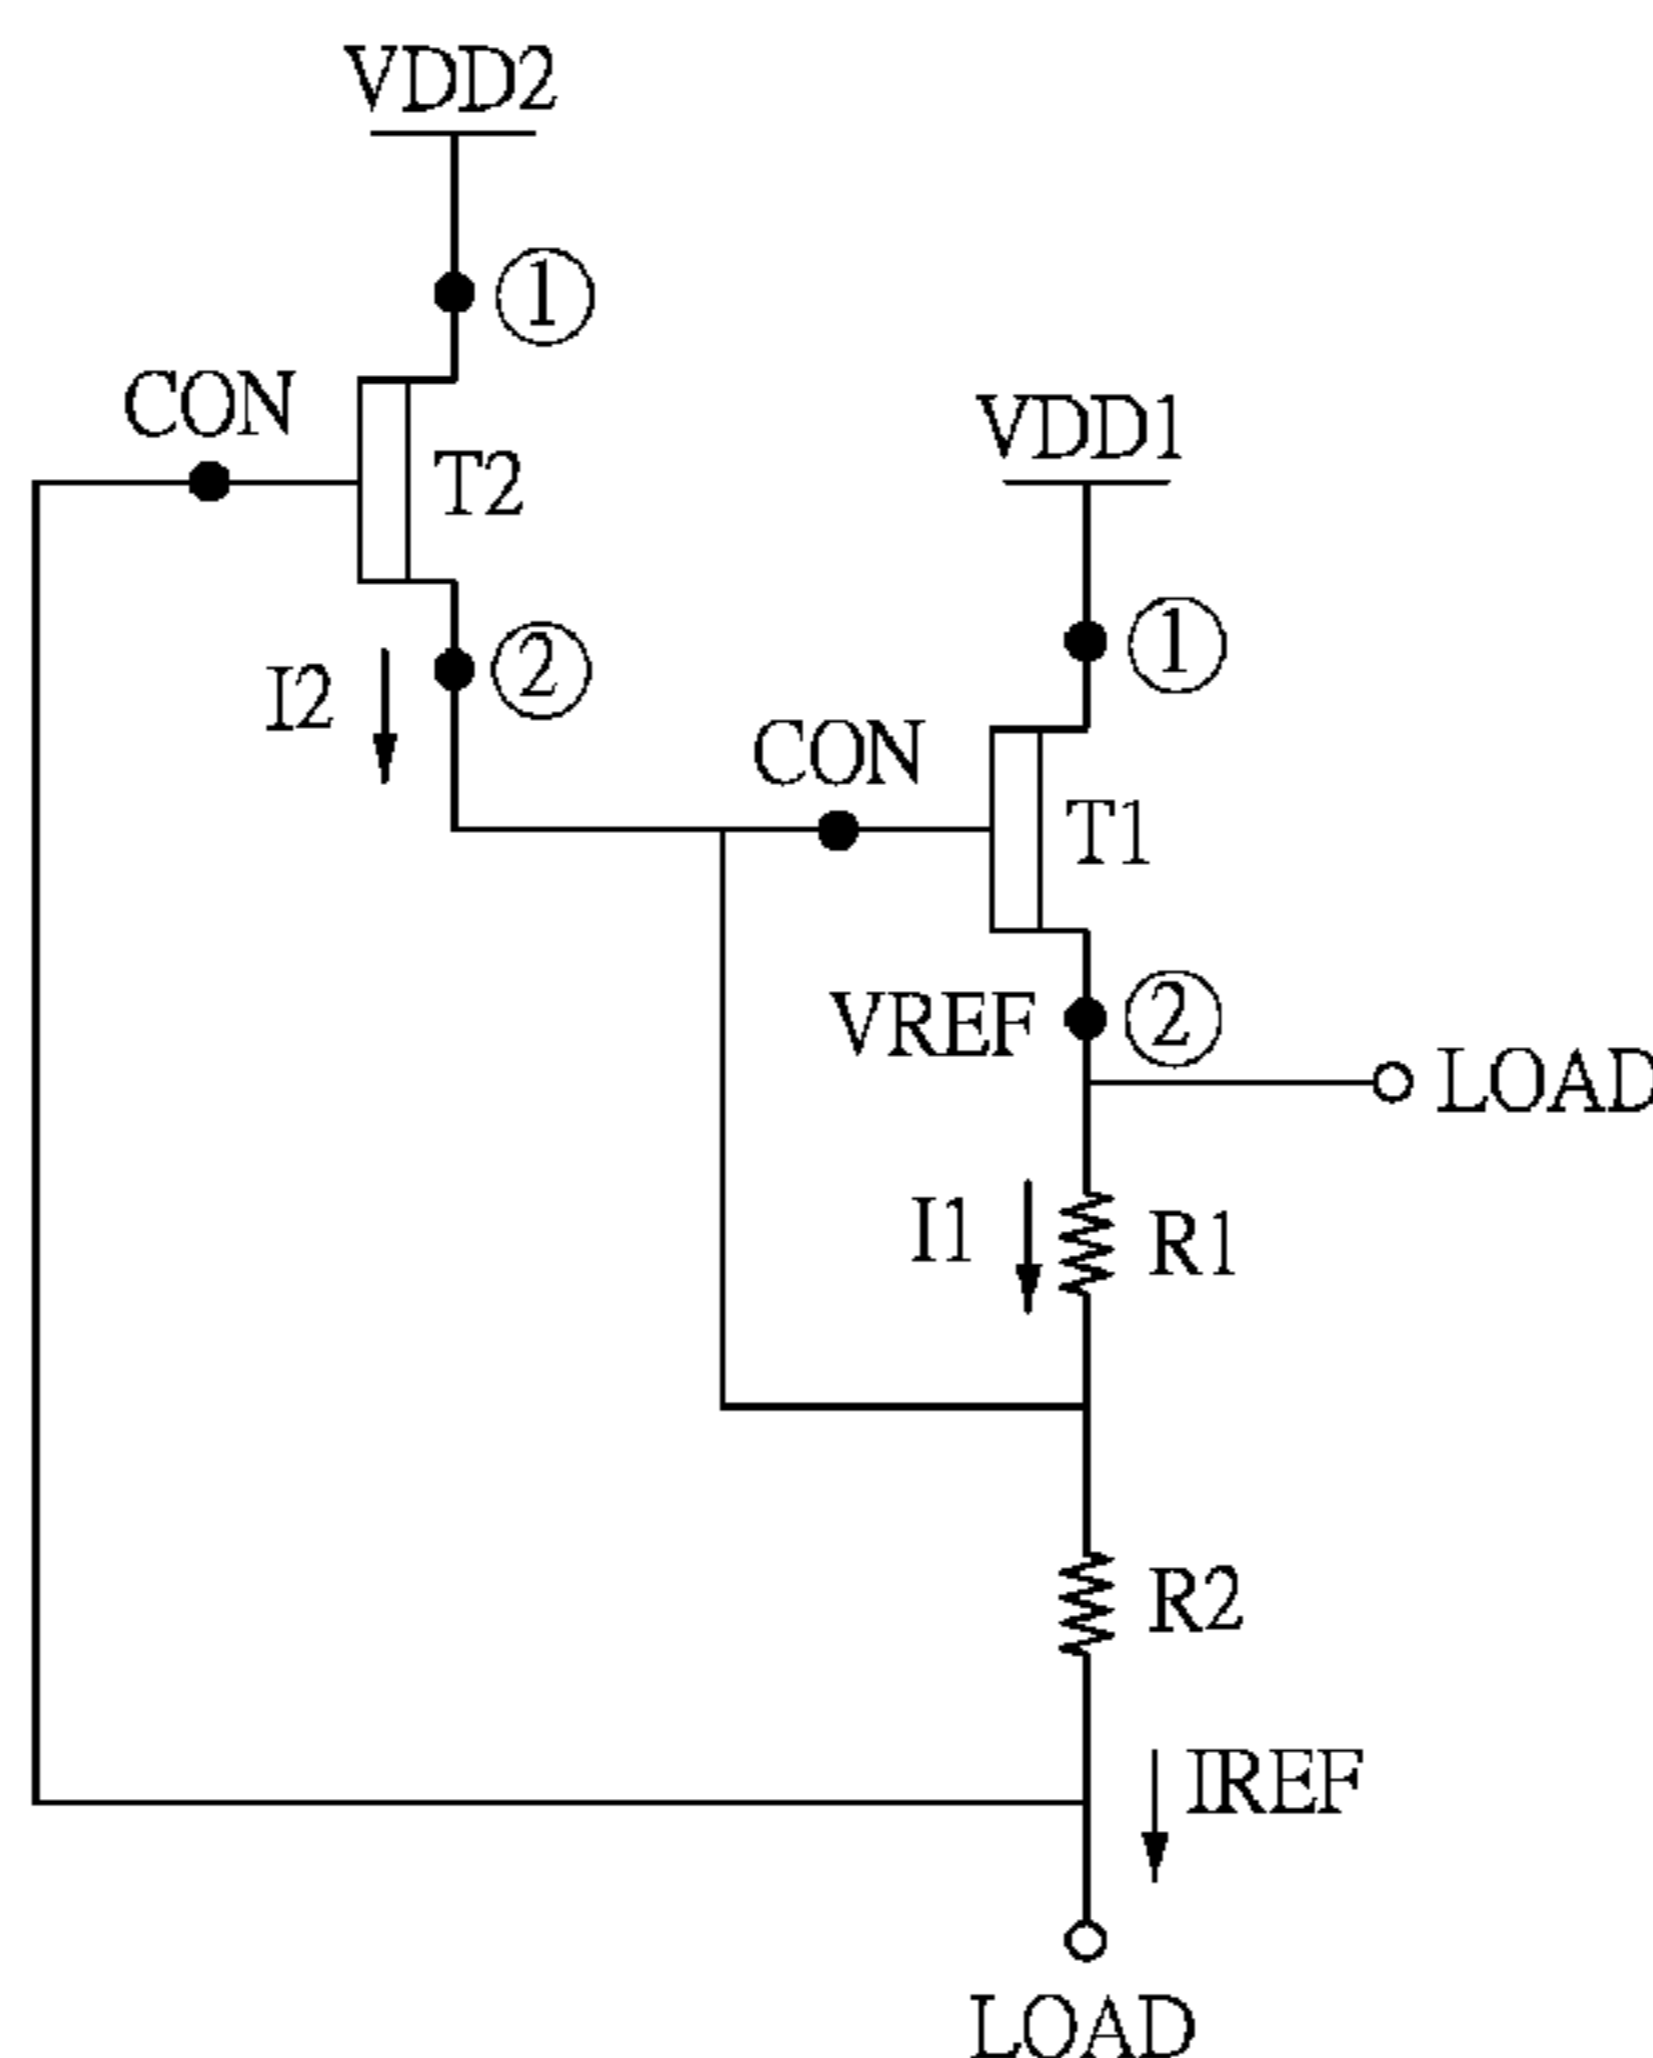 VDD2
①
CON
T2
VDD1
①
②
I2
CON
T1
VREF
②
LOAD
I1
R1
R2
IREF
LOAD